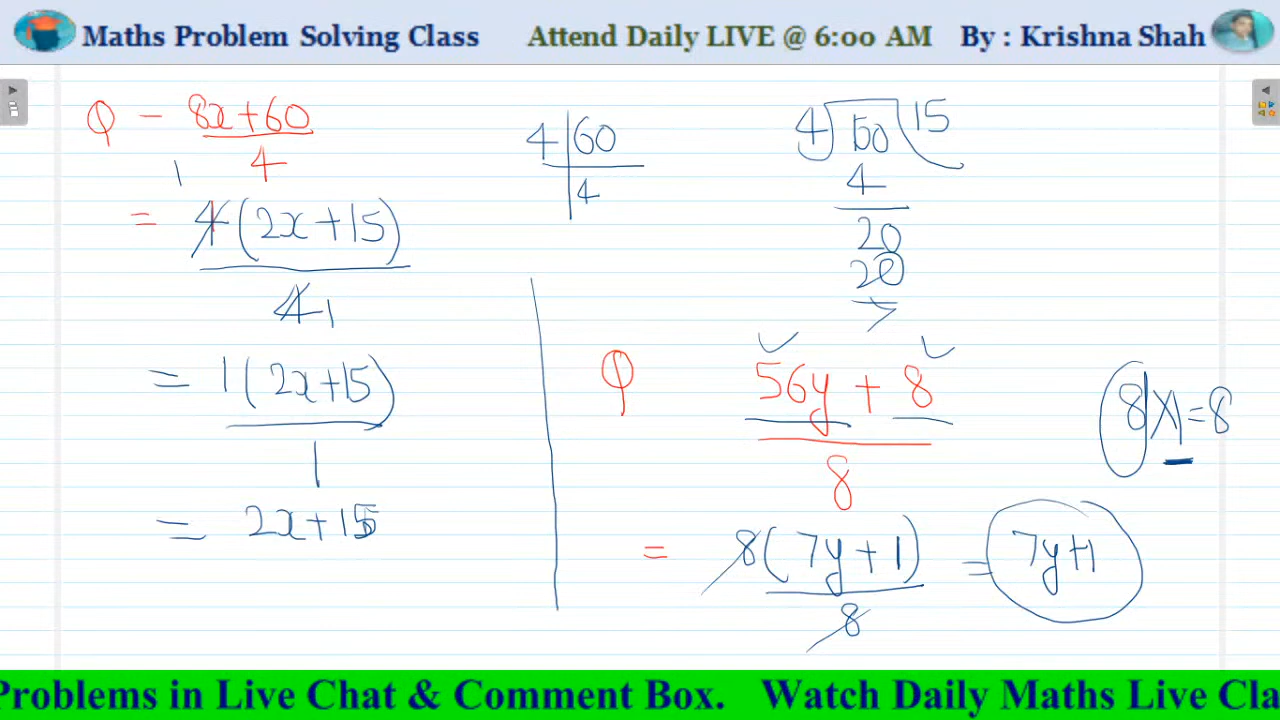 Maths Problem Solving Class Attend Daily LIVE @ 6:00 AM By : Krishna Shah
Q - 8x+60
4
1
= 4(2x+15)
4 1
= 1(2x+15)
1
= 2x+15
4 60
4
4 60 15
4
20
20
Q 56y + 8
8
8 X 1 = 8
= 8(7y+1) = 7y+1
8
Problems in Live Chat & Comment Box. Watch Daily Maths Live Cla